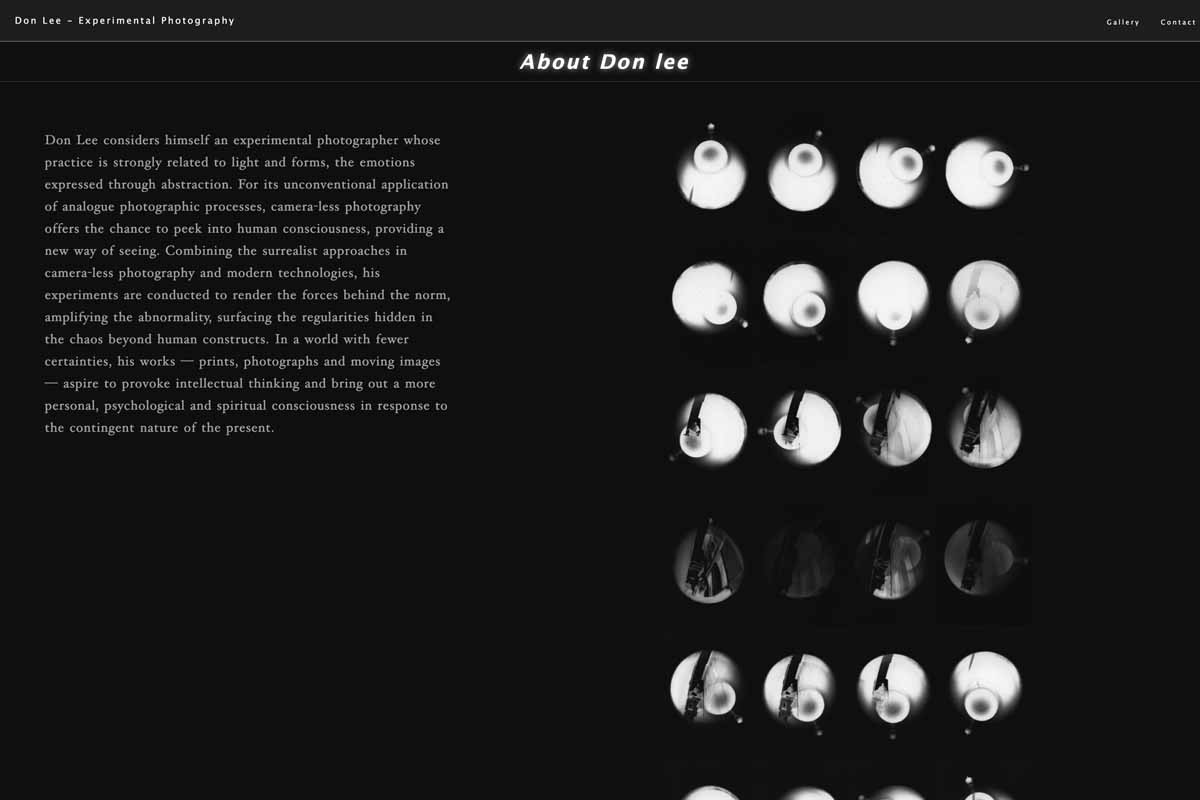 Don Lee – Experimental Photography
Gallery
Contact
About Don lee
Don Lee considers himself an experimental photographer whose
practice is strongly related to light and forms, the emotions
expressed through abstraction. For its unconventional application
of analogue photographic processes, camera-less photography
offers the chance to peek into human consciousness, providing a
new way of seeing. Combining the surrealist approaches in
camera-less photography and modern technologies, his
experiments are conducted to render the forces behind the norm,
amplifying the abnormality, surfacing the regularities hidden in
the chaos beyond human constructs. In a world with fewer
certainties, his works — prints, photographs and moving images
— aspire to provoke intellectual thinking and bring out a more
personal, psychological and spiritual consciousness in response to
the contingent nature of the present.